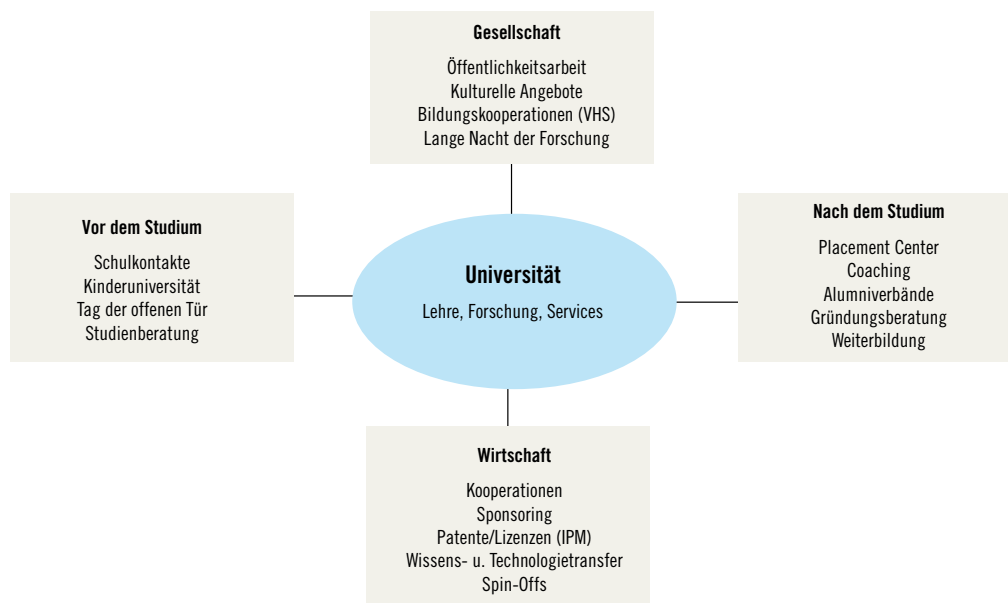 Gesellschaft
Öffentlichkeitsarbeit
Kulturelle Angebote
Bildungskooperationen (VHS)
Lange Nacht der Forschung
Vor dem Studium
Schulkontakte
Kinderuniversität
Tag der offenen Tür
Studienberatung
Universität
Lehre, Forschung, Services
Nach dem Studium
Placement Center
Coaching
Alumniverbände
Gründungsberatung
Weiterbildung
Wirtschaft
Kooperationen
Sponsoring
Patente/Lizenzen (IPM)
Wissens- u. Technologietransfer
Spin-Offs